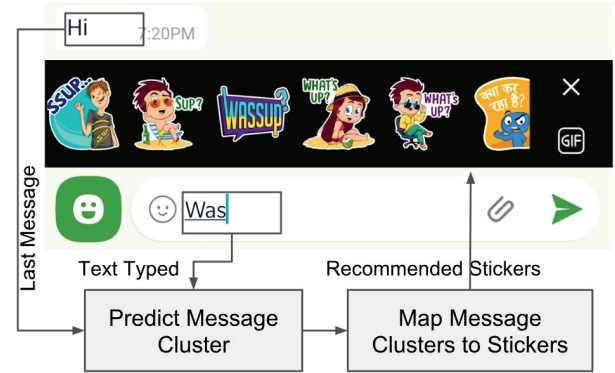 Hi
7:20PM
SSUP...
SUP?
WASSUP?
WHAT'S
UP?
WHAT'S
UP?
क्या कर
रहा है?
GIF
Was
Last Message
Text Typed
Recommended Stickers
Predict Message
Cluster
Map Message
Clusters to Stickers